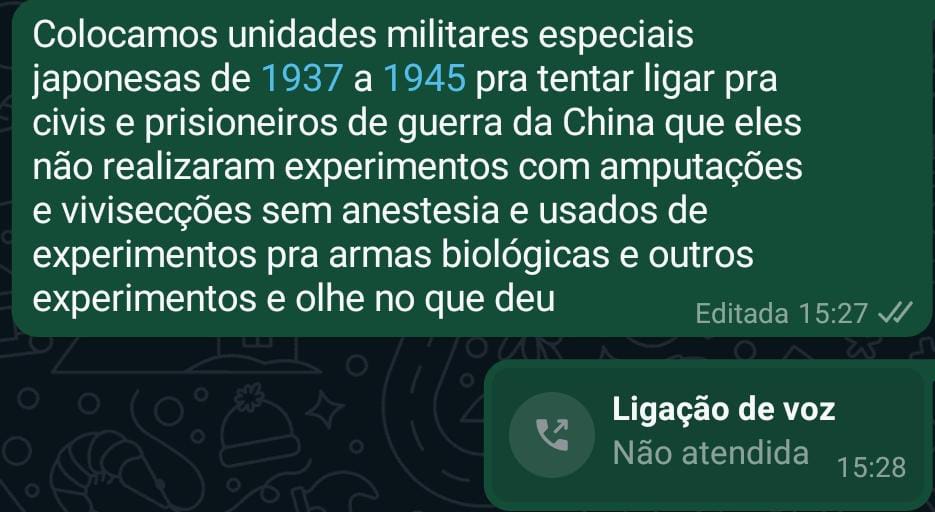 Colocamos unidades militares especiais
japonesas de 1937 a 1945 pra tentar ligar pra
civis e prisioneiros de guerra da China que eles
não realizaram experimentos com amputações
e vivisecções sem anestesia e usados de
experimentos pra armas biológicas e outros
experimentos e olhe no que deu
Editada 15:27
Ligação de voz
Não atendida 15:28